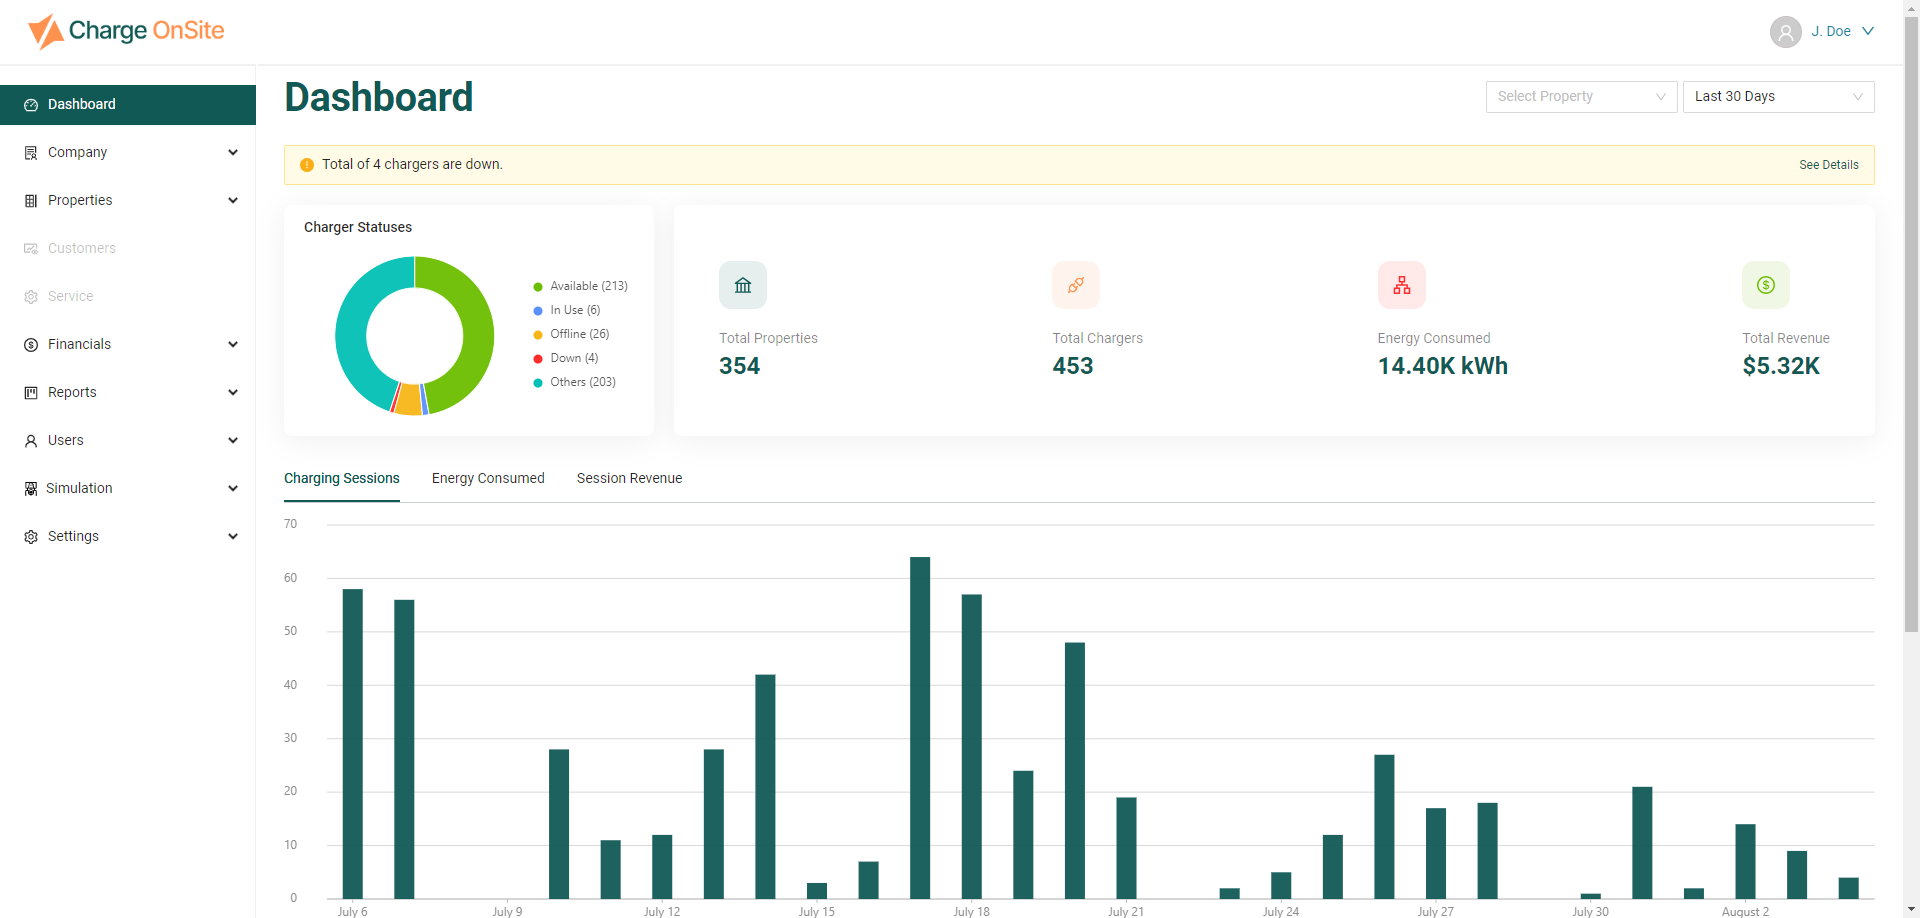 Charge OnSite
J. Doe
Dashboard
Company
Properties
Customers
Service
Financials
Reports
Users
Simulation
Settings
Dashboard
Select Property
Last 30 Days
Total of 4 chargers are down.
See Details
Charger Statuses
Available (213)
In Use (6)
Offline (26)
Down (4)
Others (203)
Total Properties
354
Total Chargers
453
Energy Consumed
14.40K kWh
Total Revenue
$5.32K
Charging Sessions
Energy Consumed
Session Revenue
70
60
50
40
30
20
10
0
July 6
July 9
July 12
July 15
July 18
July 21
July 24
July 27
July 30
August 2